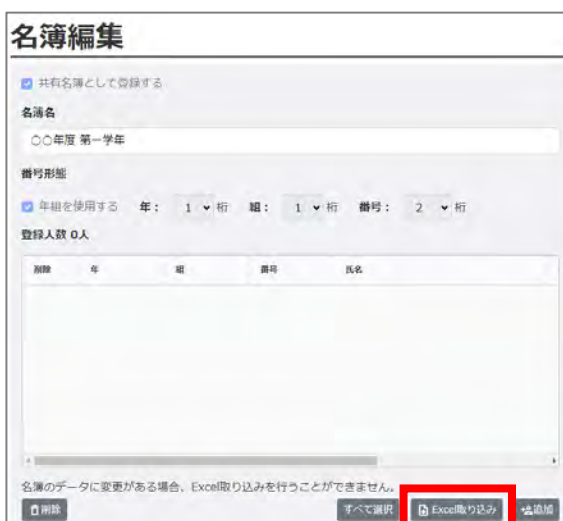 名簿編集
共有名簿として登録する
名簿名
○○年度 第一学年
番号形態
年組を使用する 年： 1 桁 組： 1 桁 番号： 2 桁
登録人数 0人
削除 年 組 番号 氏名
名簿のデータに変更がある場合、Excel取り込みを行うことができません。
削除 すべて選択 Excel取り込み 追加